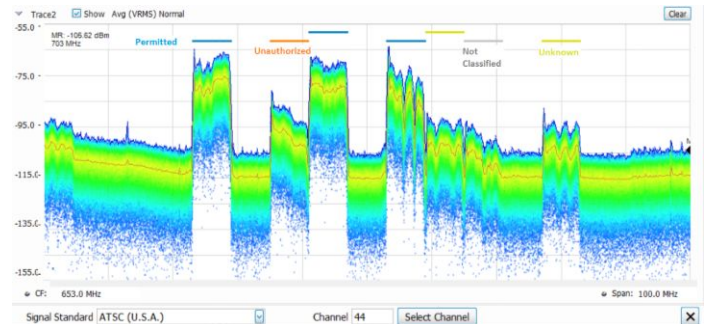 Trace2 Show Avg (VRMS) Normal Clear
-55.0
MR: -106.62 dBm
703 MHz
Permitted Unauthorized Not Classified Unknown
-75.0
-95.0
-115.0
-135.0
-155.0
CF: 653.0 MHz Span: 100.0 MHz
Signal Standard ATSC (U.S.A.) Channel 44 Select Channel X